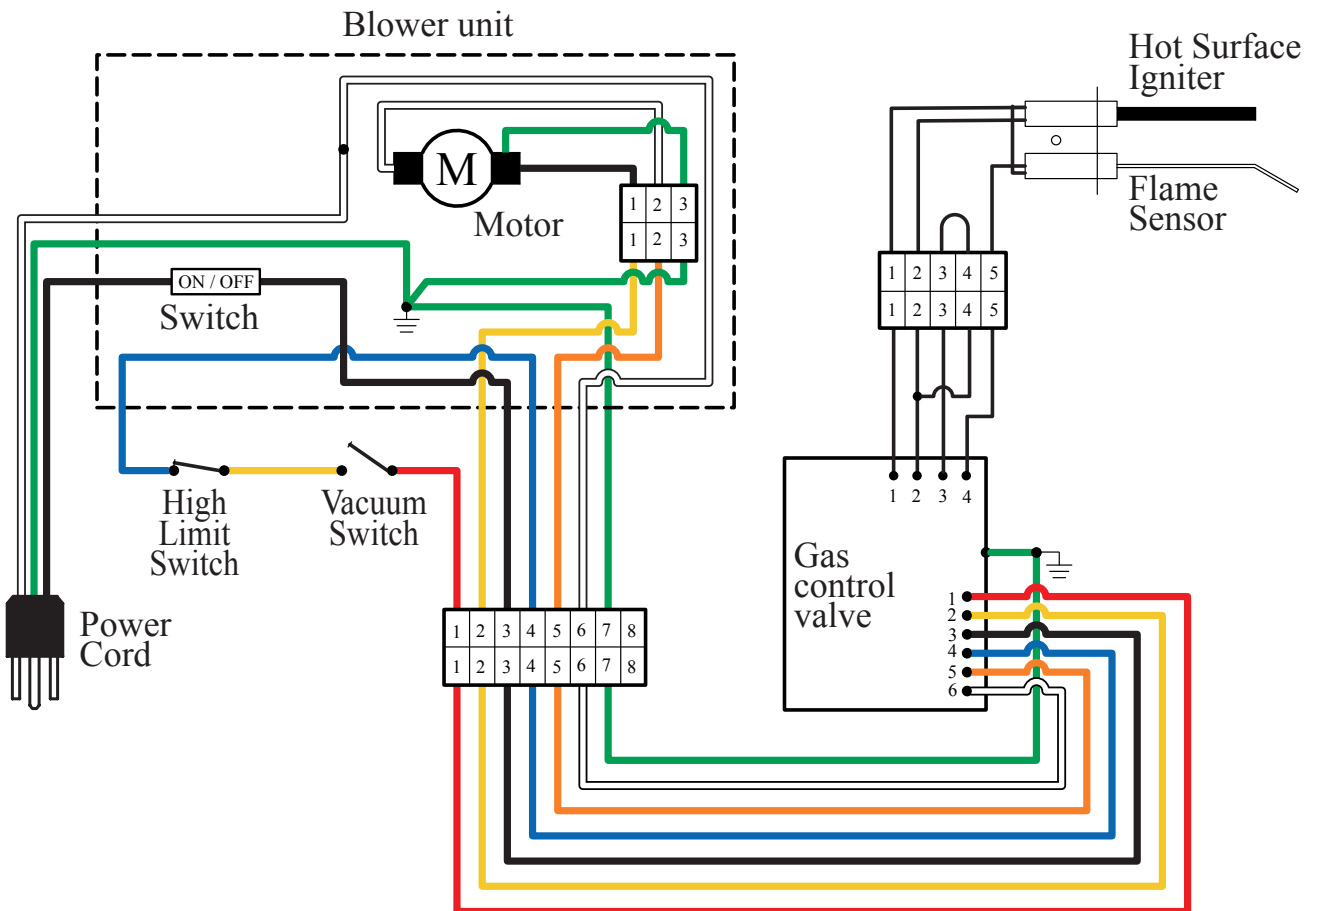 Blower unit
Hot Surface
Igniter
M
Motor
1 2 3
1 2 3
Flame
Sensor
ON / OFF
Switch
1 2 3 4 5
1 2 3 4 5
High
Limit
Switch
Vacuum
Switch
1 2 3 4
Gas
control
valve
1
2
3
4
5
6
Power
Cord
1 2 3 4 5 6 7 8
1 2 3 4 5 6 7 8